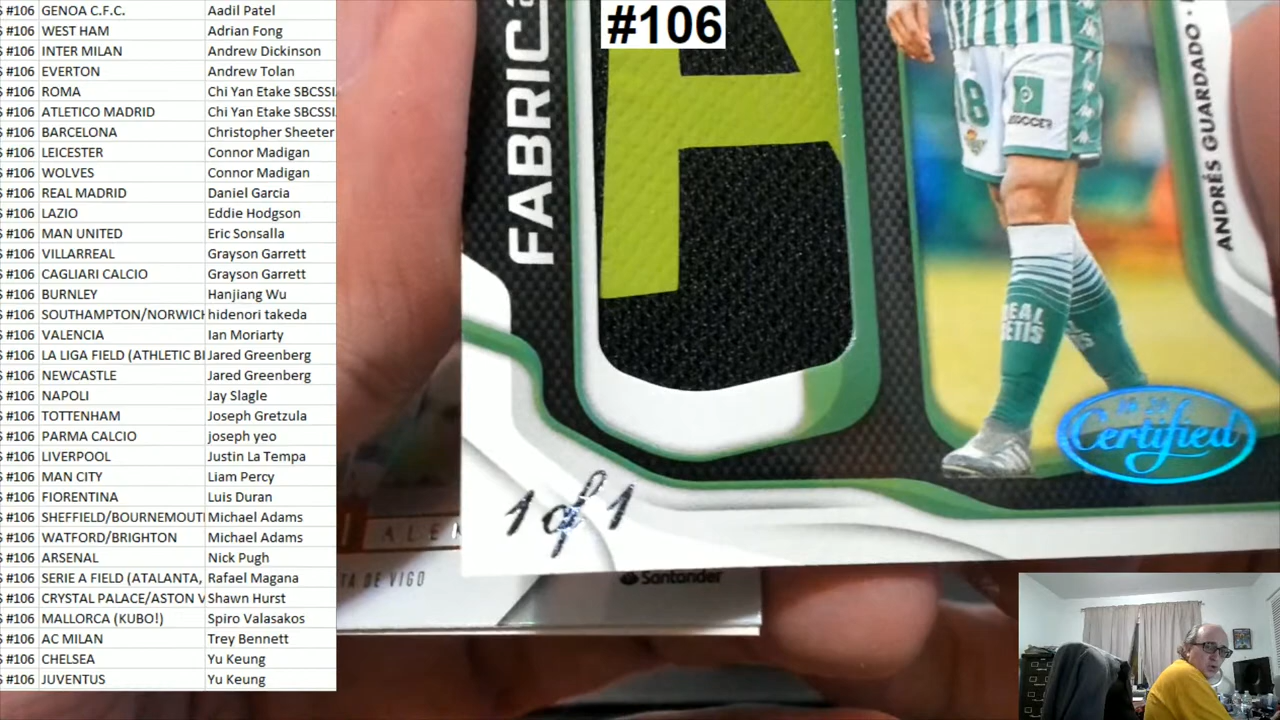 $ #106 GENOA C.F.C. Aadil Patel
$ #106 WEST HAM Adrian Fong
$ #106 INTER MILAN Andrew Dickinson
$ #106 EVERTON Andrew Tolan
$ #106 ROMA Chi Yan Etake SBCSSI
$ #106 ATLETICO MADRID Chi Yan Etake SBCSSI
$ #106 BARCELONA Christopher Sheeter
$ #106 LEICESTER Connor Madigan
$ #106 WOLVES Connor Madigan
$ #106 REAL MADRID Daniel Garcia
$ #106 LAZIO Eddie Hodgson
$ #106 MAN UNITED Eric Sonsalla
$ #106 VILLARREAL Grayson Garrett
$ #106 CAGLIARI CALCIO Grayson Garrett
$ #106 BURNLEY Hanjiang Wu
$ #106 SOUTHAMPTON/NORWICH hidenori takeda
$ #106 VALENCIA Ian Moriarty
$ #106 LA LIGA FIELD (ATHLETIC BI Jared Greenberg
$ #106 NEWCASTLE Jared Greenberg
$ #106 NAPOLI Jay Slagle
$ #106 TOTTENHAM Joseph Gretzula
$ #106 PARMA CALCIO joseph yeo
$ #106 LIVERPOOL Justin La Tempa
$ #106 MAN CITY Liam Percy
$ #106 FIORENTINA Luis Duran
$ #106 SHEFFIELD/BOURNEMOUT Michael Adams
$ #106 WATFORD/BRIGHTON Michael Adams
$ #106 ARSENAL Nick Pugh
$ #106 SERIE A FIELD (ATALANTA, Rafael Magana
$ #106 CRYSTAL PALACE/ASTON V Shawn Hurst
$ #106 MALLORCA (KUBO!) Spiro Valasakos
$ #106 AC MILAN Trey Bennett
$ #106 CHELSEA Yu Keung
$ #106 JUVENTUS Yu Keung
#106
FABRIC
ANDRÉS GUARDADO
18
SOCCER
REAL
BETIS
Certified
1 of 1
ALE
TA DE VIGO
Santander